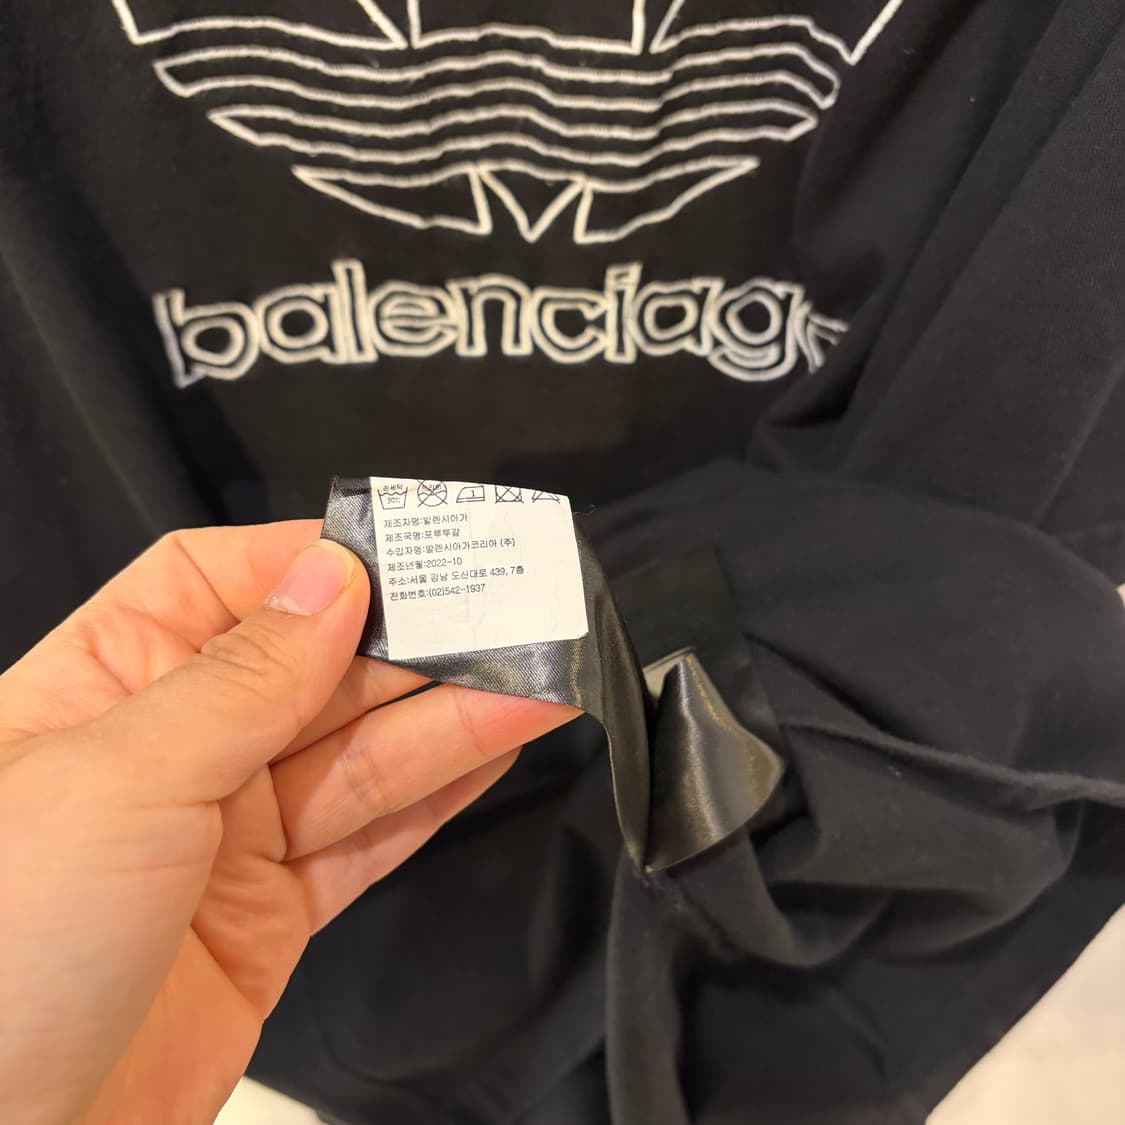 balenciaga
손세탁
30℃
드라이
제조자명:발렌시아가
제조국명:포루투갈
수입자명:발렌시아가코리아 (주)
제조년월:2022-10
주소:서울 강남 도산대로 439, 7층
전화번호:(02)542-1937